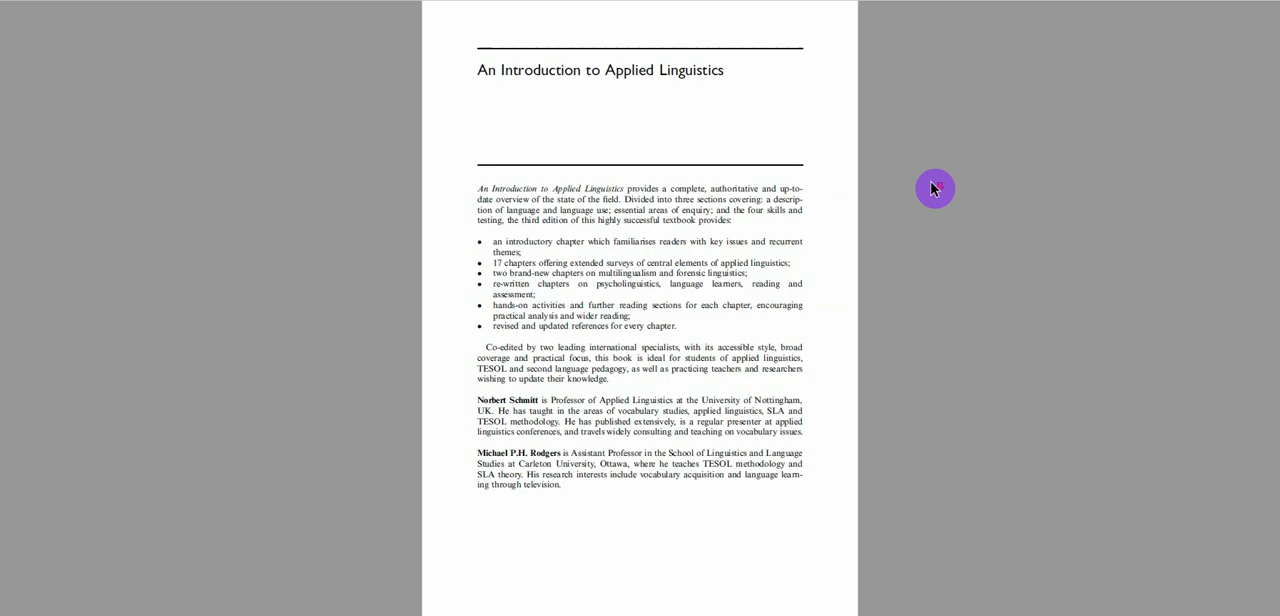 An Introduction to Applied Linguistics
An Introduction to Applied Linguistics provides a complete, authoritative and up-to-
date overview of the state of the field. Divided into three sections covering: a descrip-
tion of language and language use; essential areas of enquiry; and the four skills and
testing, the third edition of this highly successful textbook provides:
• an introductory chapter which familiarises readers with key issues and recurrent
themes;
• 17 chapters offering extended surveys of central elements of applied linguistics;
• two brand-new chapters on multilingualism and forensic linguistics;
• re-written chapters on psycholinguistics, language learners, reading and
assessment;
• hands-on activities and further reading sections for each chapter, encouraging
practical analysis and wider reading;
• revised and updated references for every chapter.
Co-edited by two leading international specialists, with its accessible style, broad
coverage and practical focus, this book is ideal for students of applied linguistics,
TESOL and second language pedagogy, as well as practicing teachers and researchers
wishing to update their knowledge.
Norbert Schmitt is Professor of Applied Linguistics at the University of Nottingham,
UK. He has taught in the areas of vocabulary studies, applied linguistics, SLA and
TESOL methodology. He has published extensively, is a regular presenter at applied
linguistics conferences, and travels widely consulting and teaching on vocabulary issues.
Michael P.H. Rodgers is Assistant Professor in the School of Linguistics and Language
Studies at Carleton University, Ottawa, where he teaches TESOL methodology and
SLA theory. His research interests include vocabulary acquisition and language learn-
ing through television.